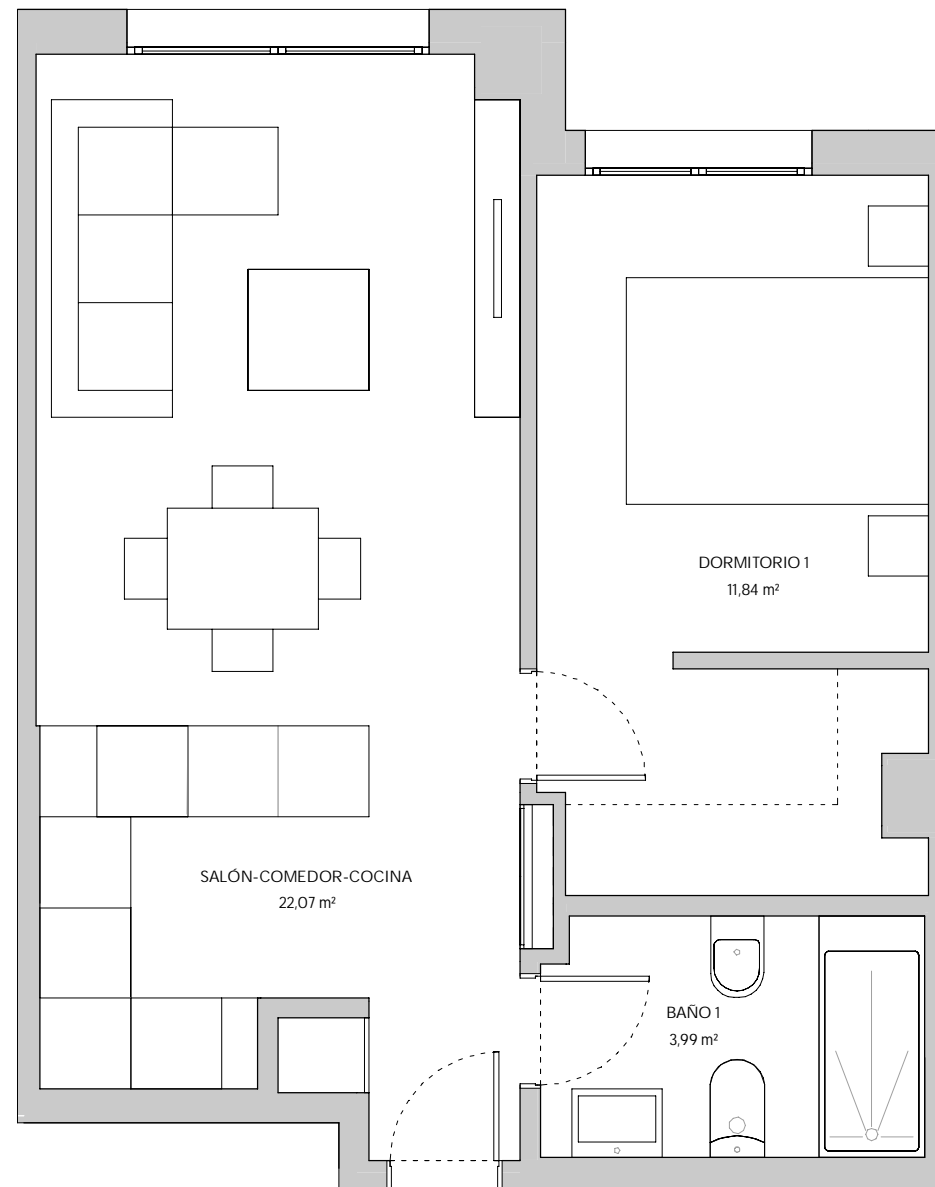 DORMITORIO 1
11,84 m²
SALÓN-COMEDOR-COCINA
22,07 m²
BAÑO 1
3,99 m²